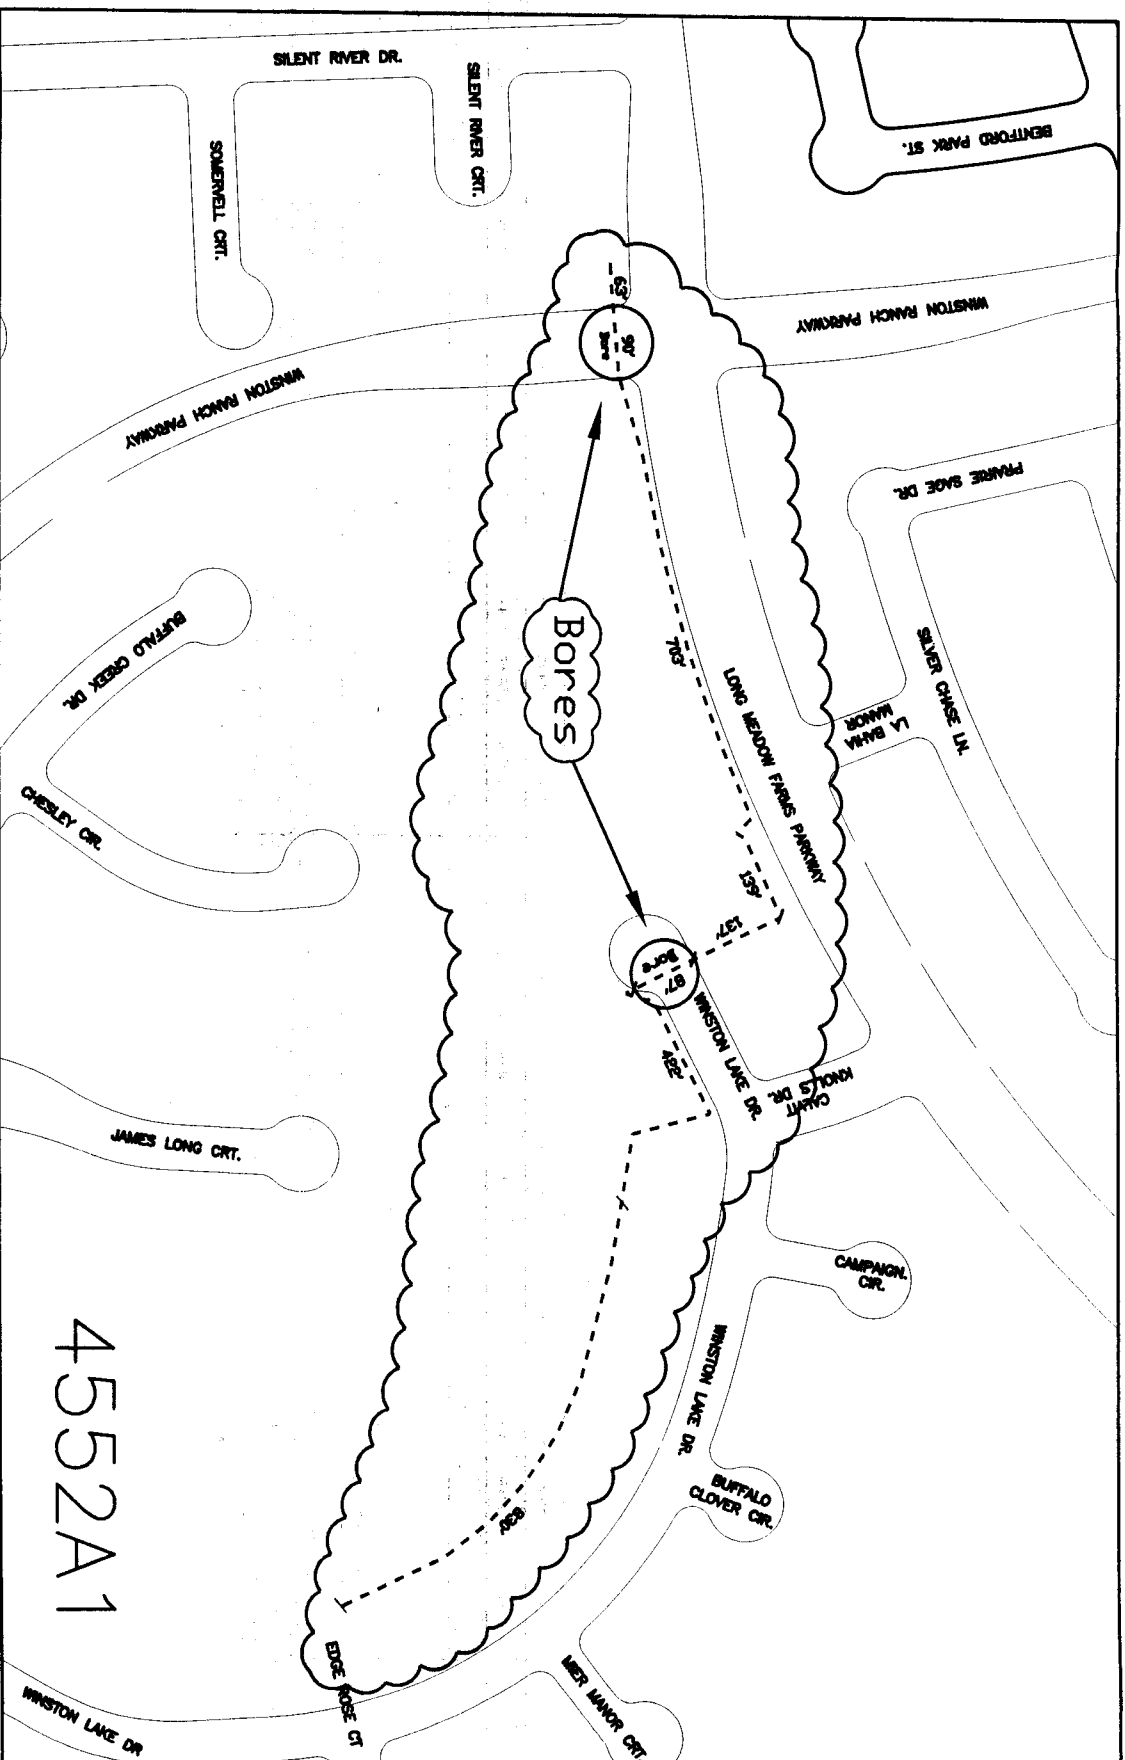 SILENT RIVER DR.
SILENT RIVER CRT.
SOMERVELL CRT.
BENTFORD PARK ST.
WINSTON RANCH PARKWAY
WINSTON RANCH PARKWAY
63'
90'
Bore
PRAIRIE SAGE DR.
SILVER CHASE LN.
LA BAHIA
MANOR
LONG MEADOW FARMS PARKWAY
703'
Bores
BUFFALO CREEK DR.
CHESLEY CIR.
139'
137'
87'
Bore
WINSTON LAKE DR.
422'
CALVIT
KNOLLS DR.
JAMES LONG CRT.
CAMPAIGN.
CIR.
WINSTON LAKE DR.
BUFFALO
CLOVER CIR.
EDGE ROSE CT
MIER MANOR CRT.
WINSTON LAKE DR
4552A1